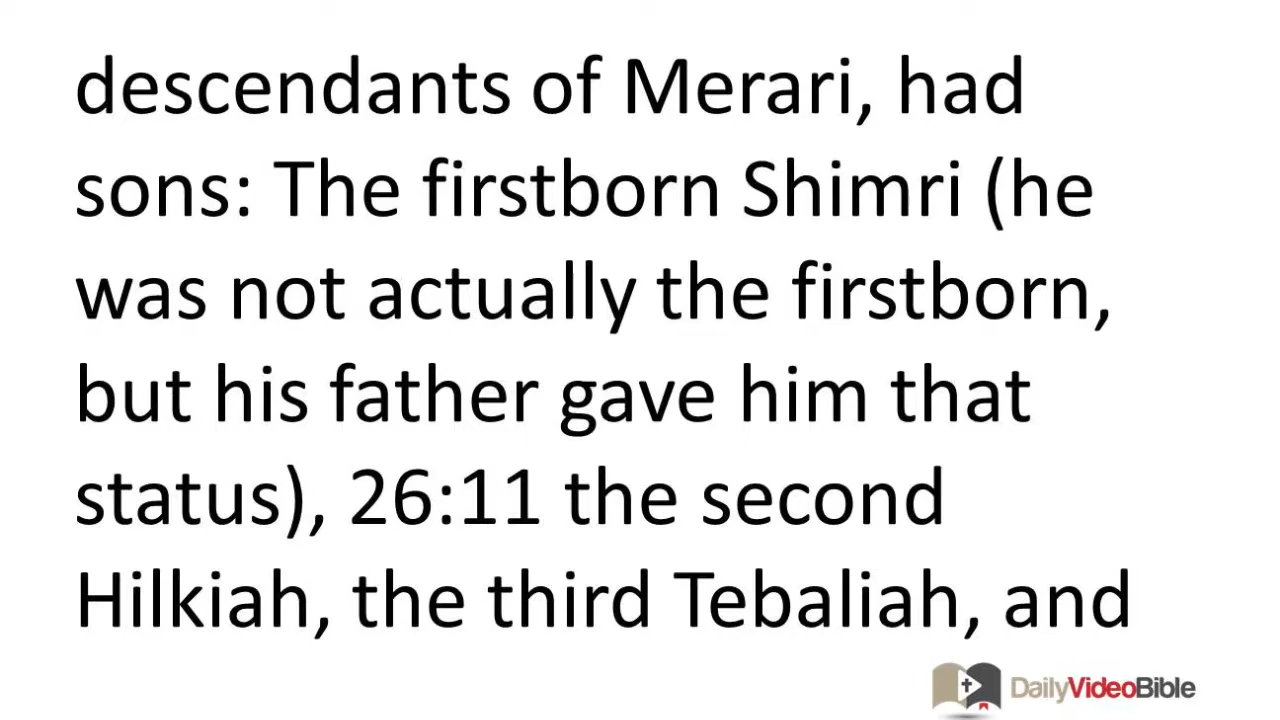 descendants of Merari, had
sons: The firstborn Shimri (he
was not actually the firstborn,
but his father gave him that
status), 26:11 the second
Hilkiah, the third Tebaliah, and
DailyVideoBible